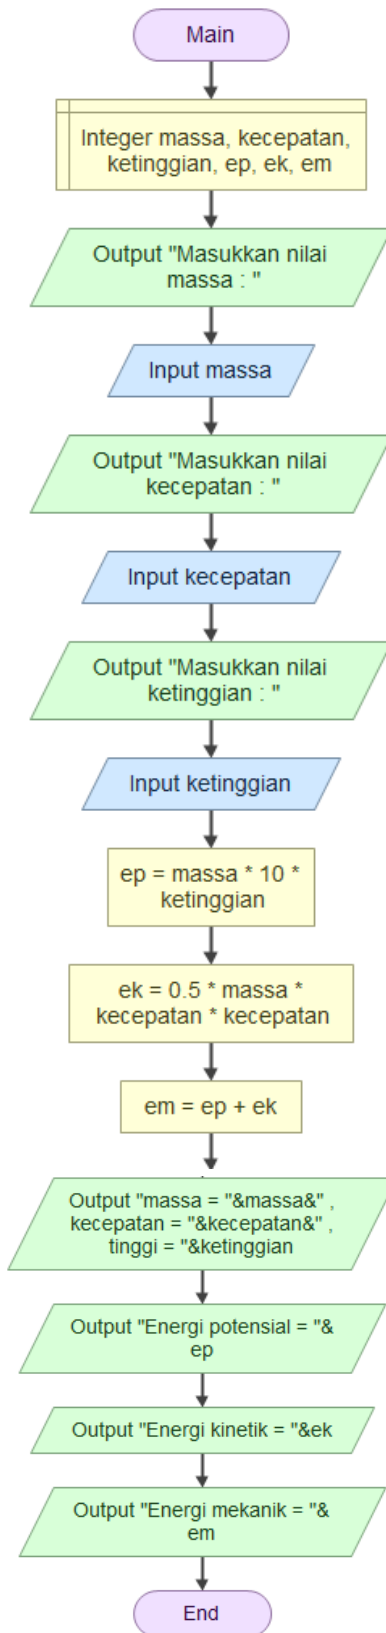 Main
Integer massa, kecepatan,
ketinggian, ep, ek, em
Output "Masukkan nilai
massa : "
Input massa
Output "Masukkan nilai
kecepatan : "
Input kecepatan
Output "Masukkan nilai
ketinggian : "
Input ketinggian
ep = massa * 10 *
ketinggian
ek = 0.5 * massa *
kecepatan * kecepatan
em = ep + ek
Output "massa = "&massa&" ,
kecepatan = "&kecepatan&" ,
tinggi = "&ketinggian
Output "Energi potensial = "&
ep
Output "Energi kinetik = "&ek
Output "Energi mekanik = "&
em
End